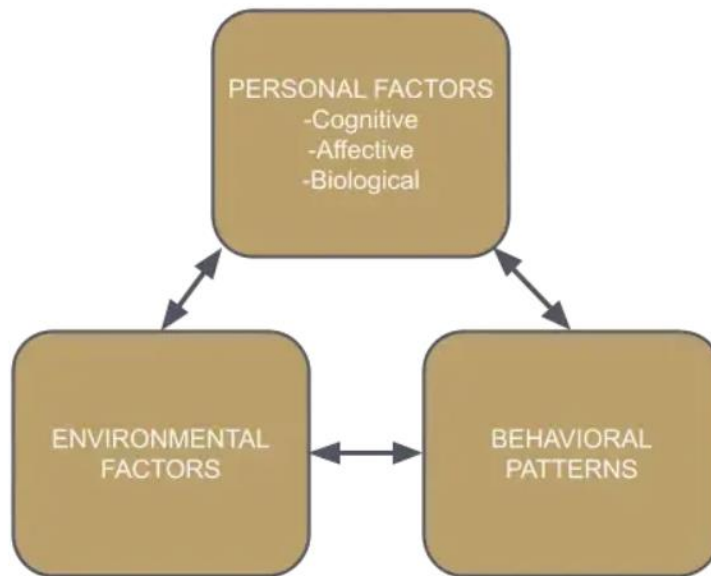 PERSONAL FACTORS
-Cognitive
-Affective
-Biological
ENVIRONMENTAL
FACTORS
BEHAVIORAL
PATTERNS